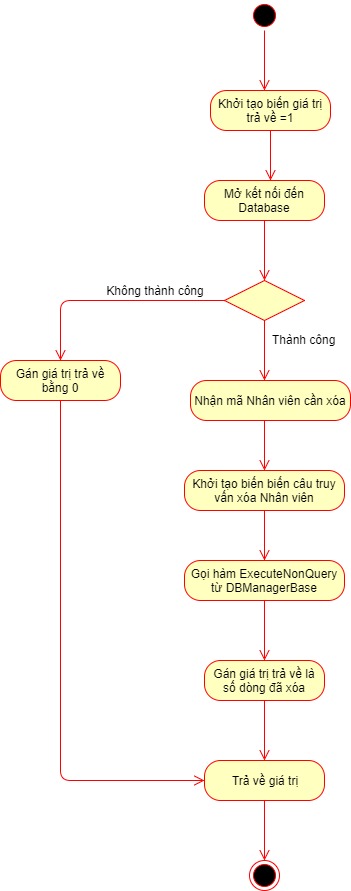 Khởi tạo biến giá trị
trả về =1
Mở kết nối đến
Database
Không thành công
Thành công
Gán giá trị trả về
bằng 0
Nhận mã Nhân viên cần xóa
Khởi tạo biến biến câu truy
vấn xóa Nhân viên
Gọi hàm ExecuteNonQuery
từ DBManagerBase
Gán giá trị trả về là
số dòng đã xóa
Trả về giá trị